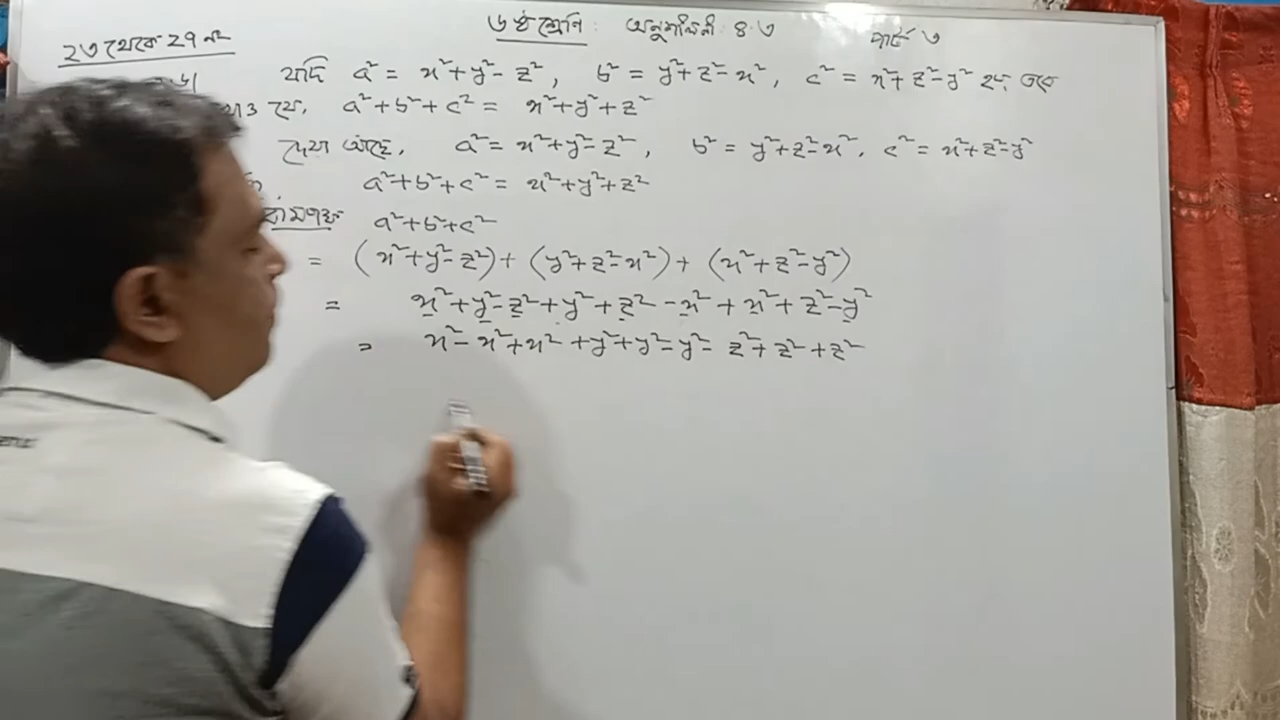 ৬ষ্ঠ শ্রেণি : অনুশীলনী : ৪.৩ পার্ট ৩
২৩ থেকে ২৭ নং
যদি a² = x²+y²-z², b² = y²+z²-x², c² = x²+z²-y² হয়, তবে
যে, a²+b²+c² = x²+y²+z²
দেয়া আছে, a² = x²+y²-z², b² = y²+z²-x², c² = x²+z²-y²
a²+b²+c² = x²+y²+z²
বামপক্ষ a²+b²+c²
= (x²+y²-z²)+(y²+z²-x²)+(x²+z²-y²)
= x²+y²-z²+y²+z²-x²+x²+z²-y²
= x²-x²+x²+y²+y²-y²-z²+z²+z²